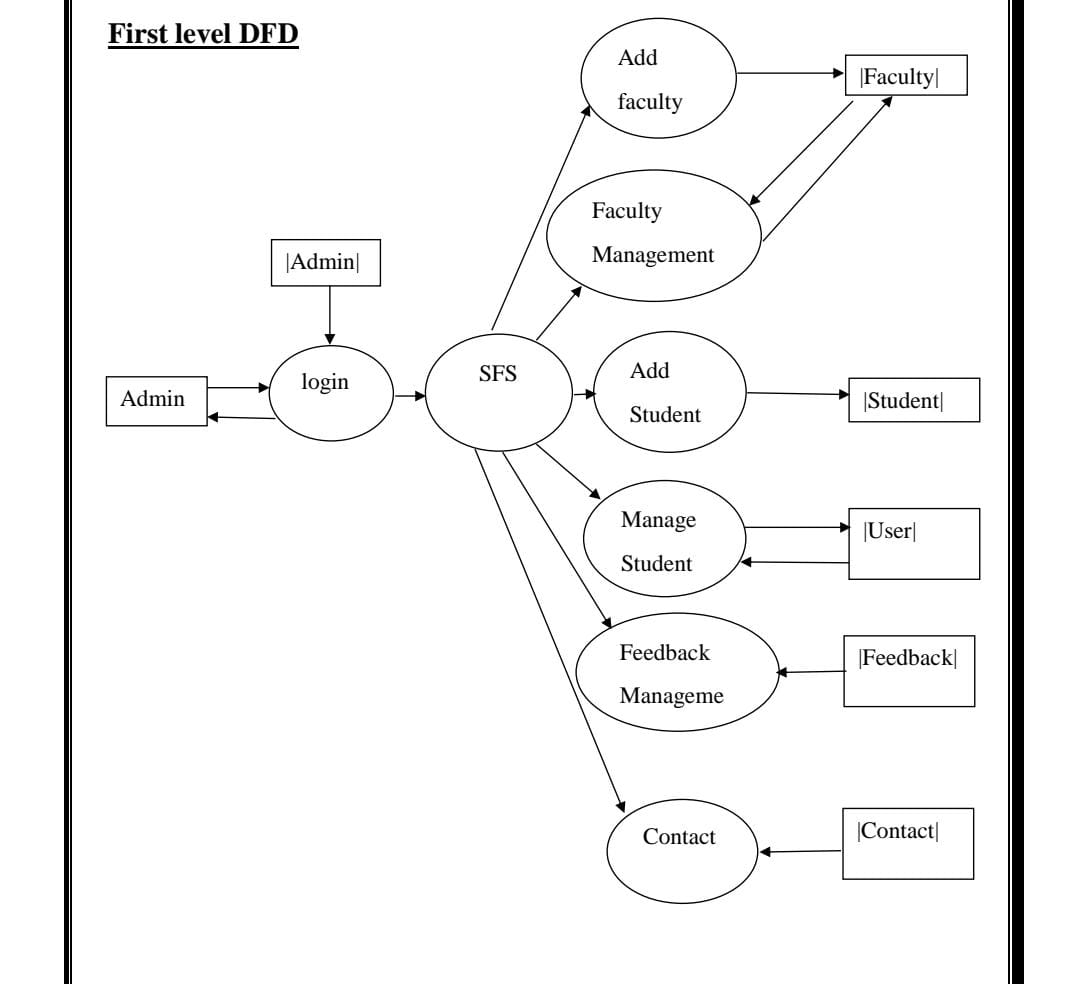 First level DFD
Add
faculty
|Faculty|
Faculty
Management
|Admin|
Admin
login
SFS
Add
Student
|Student|
Manage
Student
|User|
Feedback
Manageme
|Feedback|
Contact
|Contact|